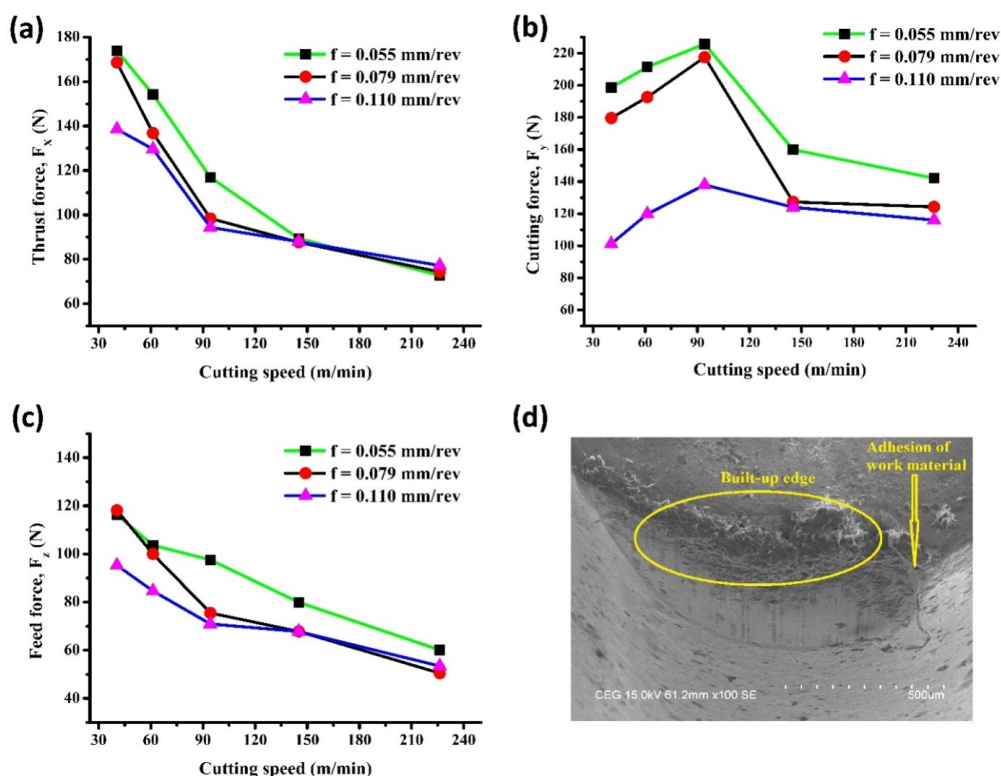 (a)
180
160
140
120
100
80
60
Thrust force, Fₓ (N)
f = 0.055 mm/rev
f = 0.079 mm/rev
f = 0.110 mm/rev
30 60 90 120 150 180 210 240
Cutting speed (m/min)
(b)
220
200
180
160
140
120
100
80
60
Cutting force, Fy (N)
f = 0.055 mm/rev
f = 0.079 mm/rev
f = 0.110 mm/rev
30 60 90 120 150 180 210 240
Cutting speed (m/min)
(c)
140
120
100
80
60
40
Feed force, Fz (N)
f = 0.055 mm/rev
f = 0.079 mm/rev
f = 0.110 mm/rev
30 60 90 120 150 180 210 240
Cutting speed (m/min)
(d)
Adhesion of
work material
Built-up edge
CEG 15.0kV 61.2mm x100 SE
500um